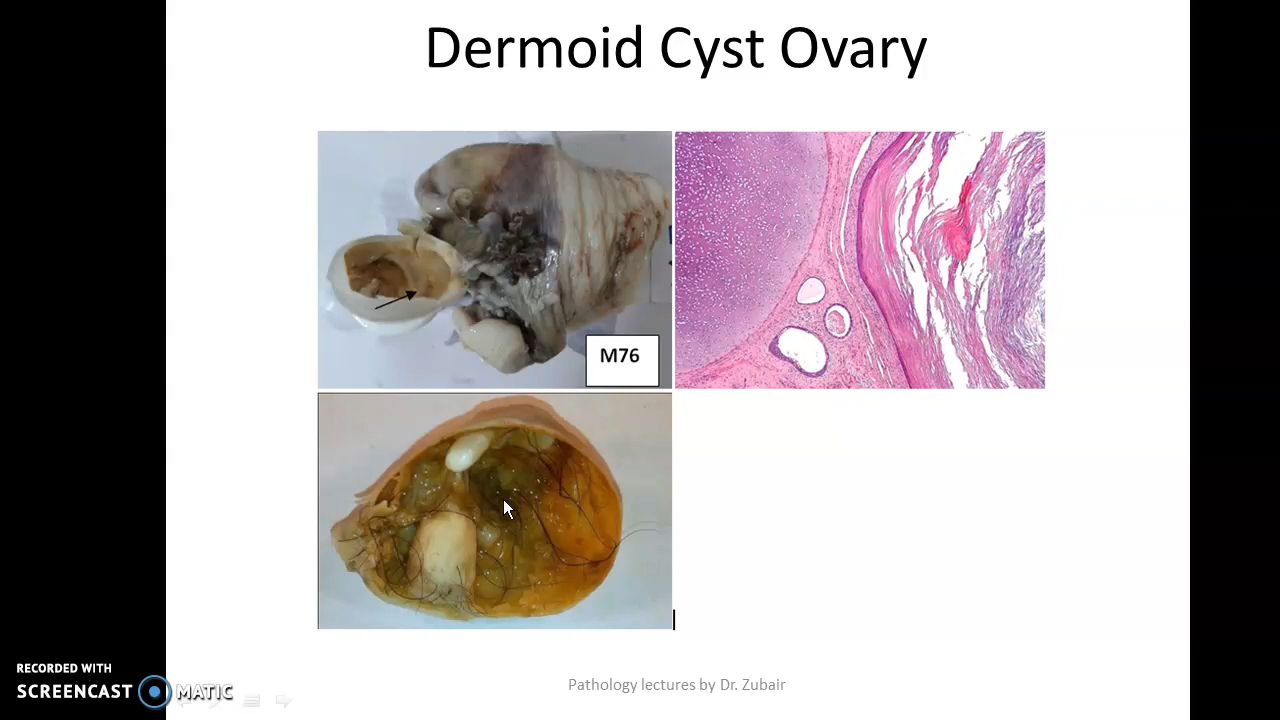 Dermoid Cyst Ovary
M76
RECORDED WITH
SCREENCAST MATIC
Pathology lectures by Dr. Zubair